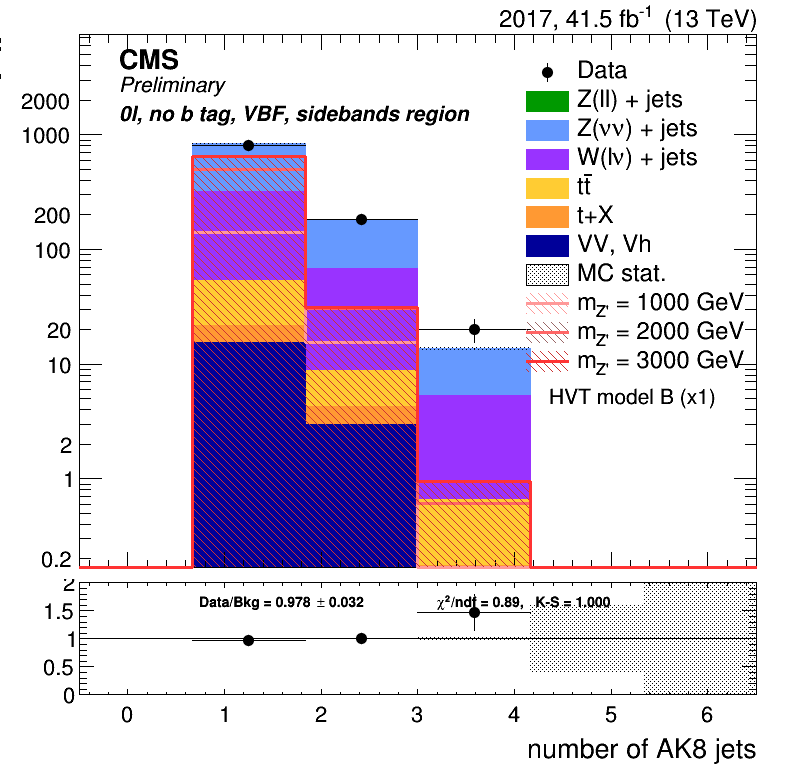 2017, 41.5 fb⁻¹ (13 TeV)
CMS
Preliminary
0l, no b tag, VBF, sidebands region
Data
Z(ll) + jets
Z(νν) + jets
W(lν) + jets
tt̄
t+X
VV, Vh
MC stat.
m_Z' = 1000 GeV
m_Z' = 2000 GeV
m_Z' = 3000 GeV
HVT model B (x1)
2000
1000
200
100
20
10
2
1
0.2
Data/Bkg = 0.978 ± 0.032
χ²/ndf = 0.89, K-S = 1.000
2
1.5
1
0.5
0
0 1 2 3 4 5 6
number of AK8 jets